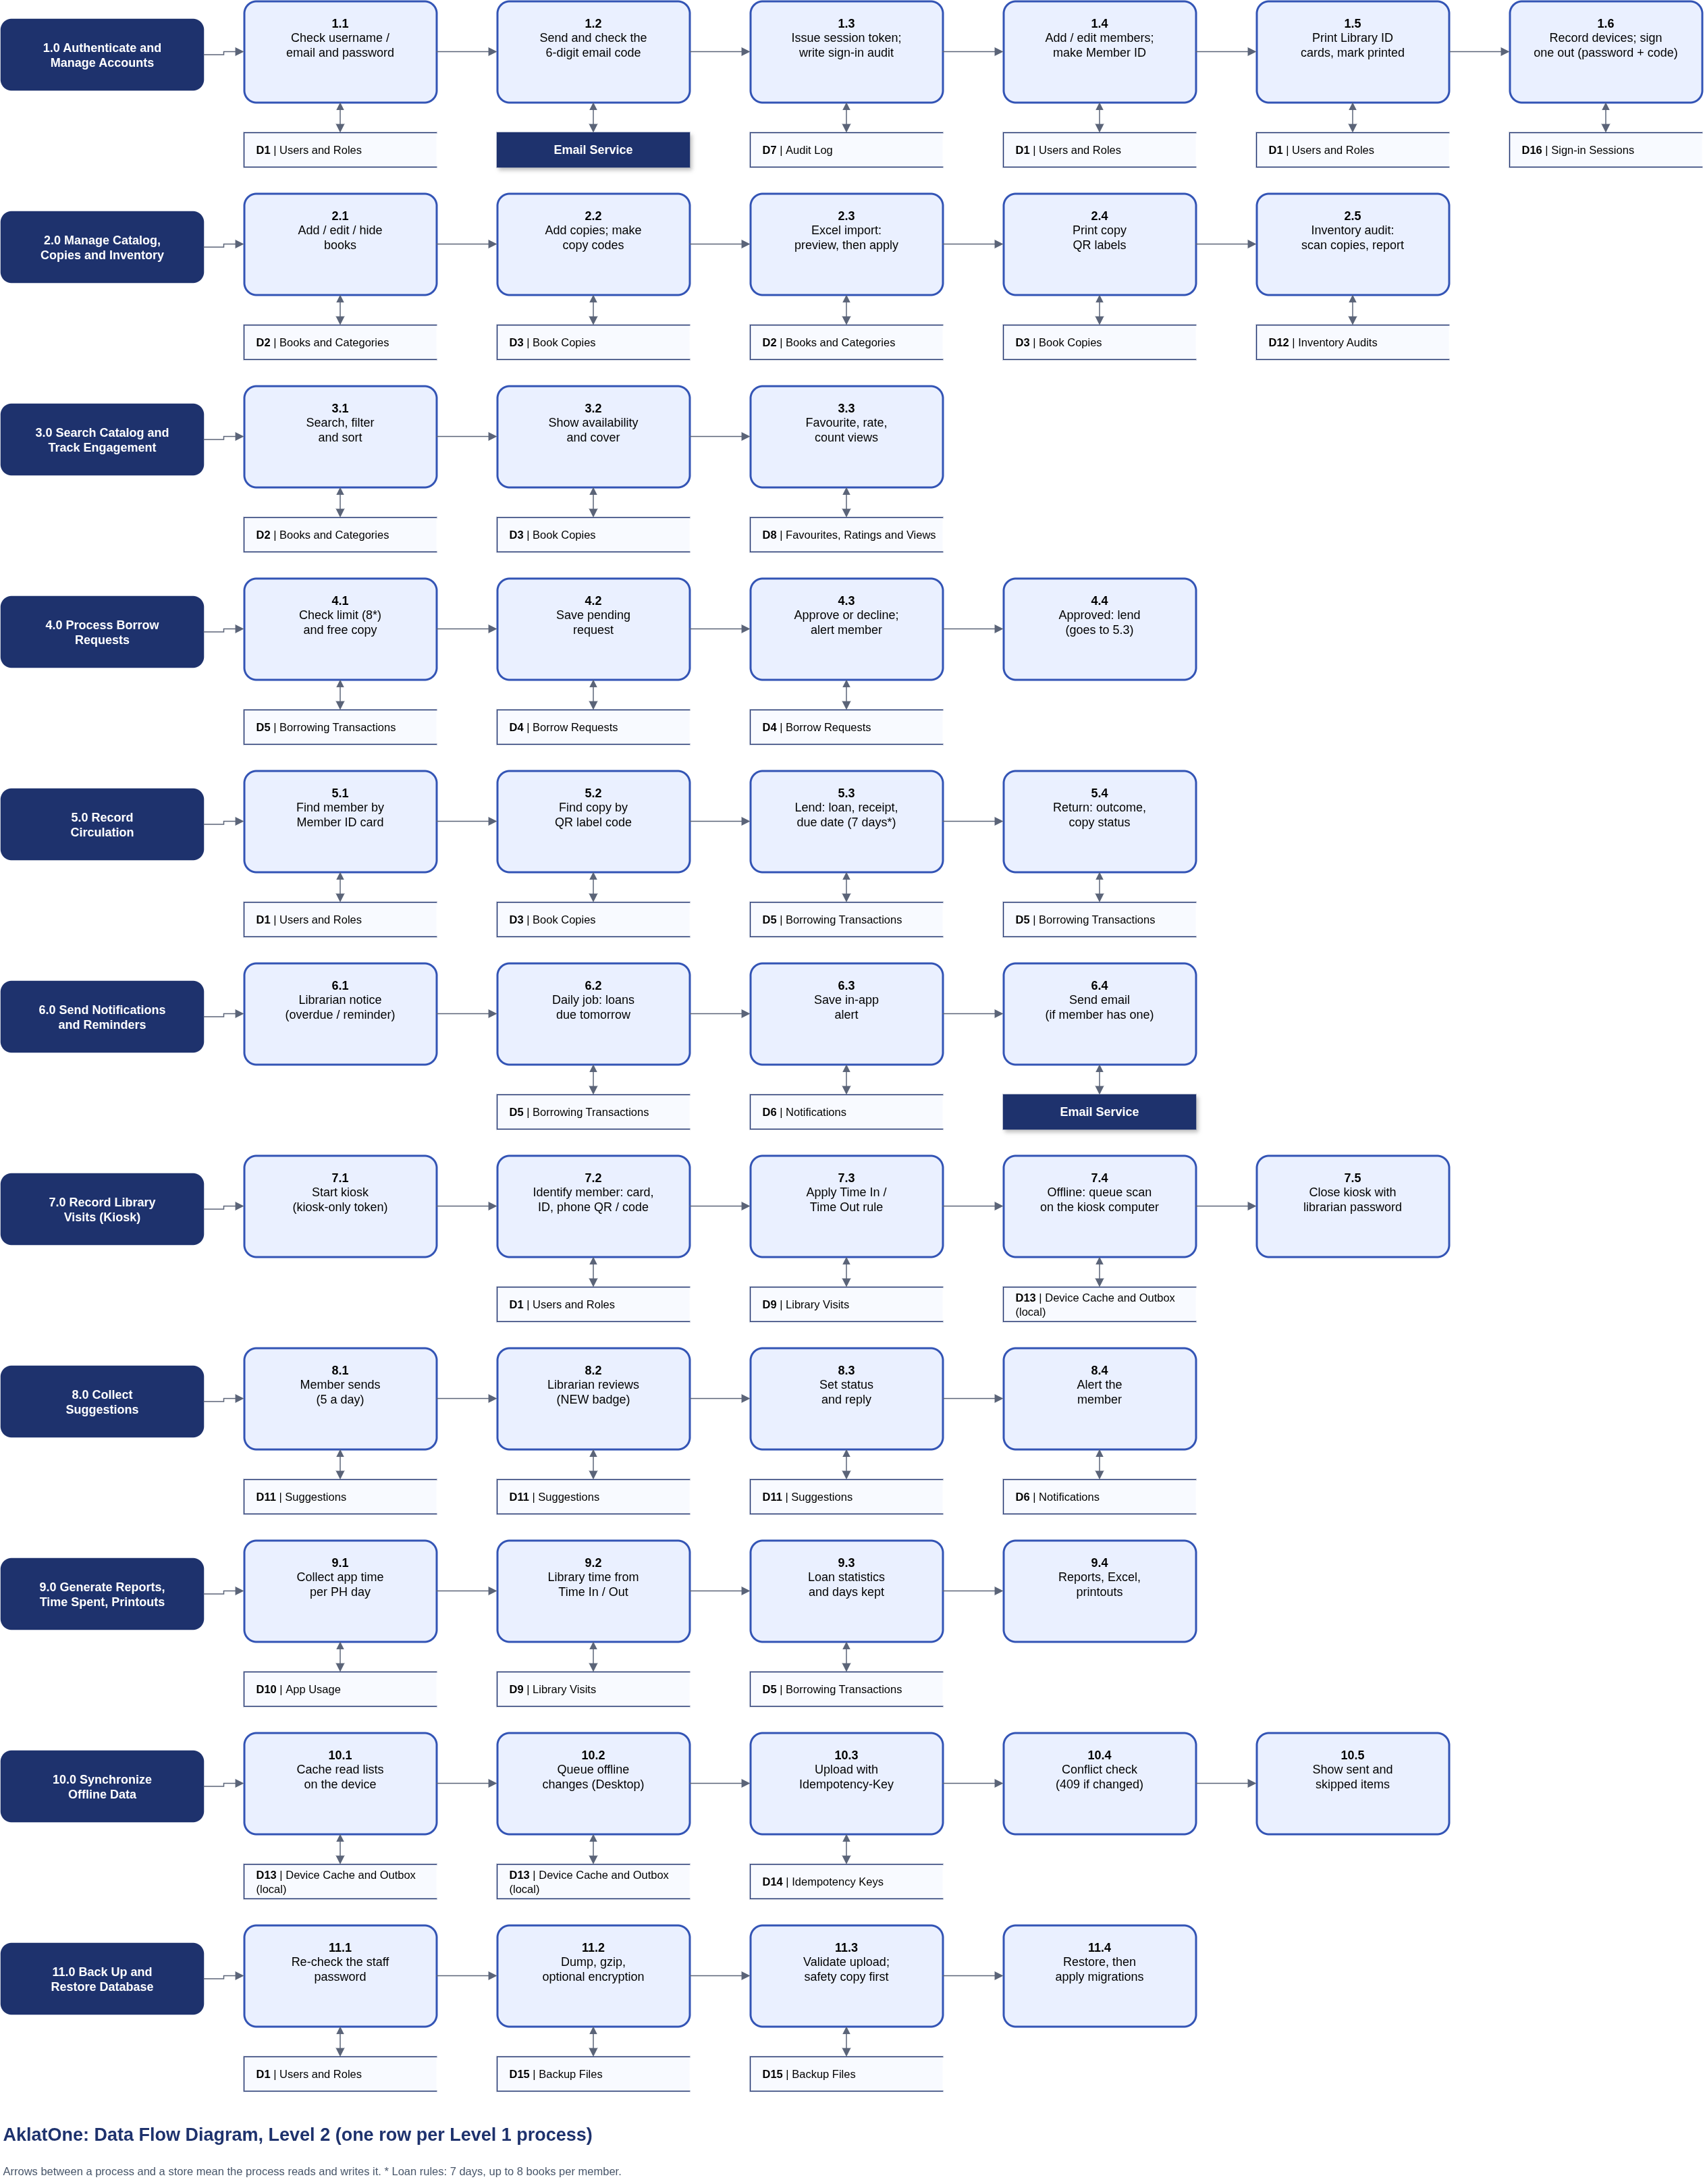 1.0 Authenticate and
Manage Accounts
1.1
Check username /
email and password
1.2
Send and check the
6-digit email code
1.3
Issue session token;
write sign-in audit
1.4
Add / edit members;
make Member ID
1.5
Print Library ID
cards, mark printed
1.6
Record devices; sign
one out (password + code)
D1 | Users and Roles
Email Service
D7 | Audit Log
D1 | Users and Roles
D1 | Users and Roles
D16 | Sign-in Sessions
2.0 Manage Catalog,
Copies and Inventory
2.1
Add / edit / hide
books
2.2
Add copies; make
copy codes
2.3
Excel import:
preview, then apply
2.4
Print copy
QR labels
2.5
Inventory audit:
scan copies, report
D2 | Books and Categories
D3 | Book Copies
D2 | Books and Categories
D3 | Book Copies
D12 | Inventory Audits
3.0 Search Catalog and
Track Engagement
3.1
Search, filter
and sort
3.2
Show availability
and cover
3.3
Favourite, rate,
count views
D2 | Books and Categories
D3 | Book Copies
D8 | Favourites, Ratings and Views
4.0 Process Borrow
Requests
4.1
Check limit (8*)
and free copy
4.2
Save pending
request
4.3
Approve or decline;
alert member
4.4
Approved: lend
(goes to 5.3)
D5 | Borrowing Transactions
D4 | Borrow Requests
D4 | Borrow Requests
5.0 Record
Circulation
5.1
Find member by
Member ID card
5.2
Find copy by
QR label code
5.3
Lend: loan, receipt,
due date (7 days*)
5.4
Return: outcome,
copy status
D1 | Users and Roles
D3 | Book Copies
D5 | Borrowing Transactions
D5 | Borrowing Transactions
6.0 Send Notifications
and Reminders
6.1
Librarian notice
(overdue / reminder)
6.2
Daily job: loans
due tomorrow
6.3
Save in-app
alert
6.4
Send email
(if member has one)
D5 | Borrowing Transactions
D6 | Notifications
Email Service
7.0 Record Library
Visits (Kiosk)
7.1
Start kiosk
(kiosk-only token)
7.2
Identify member: card,
ID, phone QR / code
7.3
Apply Time In /
Time Out rule
7.4
Offline: queue scan
on the kiosk computer
7.5
Close kiosk with
librarian password
D1 | Users and Roles
D9 | Library Visits
D13 | Device Cache and Outbox
(local)
8.0 Collect
Suggestions
8.1
Member sends
(5 a day)
8.2
Librarian reviews
(NEW badge)
8.3
Set status
and reply
8.4
Alert the
member
D11 | Suggestions
D11 | Suggestions
D11 | Suggestions
D6 | Notifications
9.0 Generate Reports,
Time Spent, Printouts
9.1
Collect app time
per PH day
9.2
Library time from
Time In / Out
9.3
Loan statistics
and days kept
9.4
Reports, Excel,
printouts
D10 | App Usage
D9 | Library Visits
D5 | Borrowing Transactions
10.0 Synchronize
Offline Data
10.1
Cache read lists
on the device
10.2
Queue offline
changes (Desktop)
10.3
Upload with
Idempotency-Key
10.4
Conflict check
(409 if changed)
10.5
Show sent and
skipped items
D13 | Device Cache and Outbox
(local)
D13 | Device Cache and Outbox
(local)
D14 | Idempotency Keys
11.0 Back Up and
Restore Database
11.1
Re-check the staff
password
11.2
Dump, gzip,
optional encryption
11.3
Validate upload;
safety copy first
11.4
Restore, then
apply migrations
D1 | Users and Roles
D15 | Backup Files
D15 | Backup Files
AklatOne: Data Flow Diagram, Level 2 (one row per Level 1 process)
Arrows between a process and a store mean the process reads and writes it. * Loan rules: 7 days, up to 8 books per member.